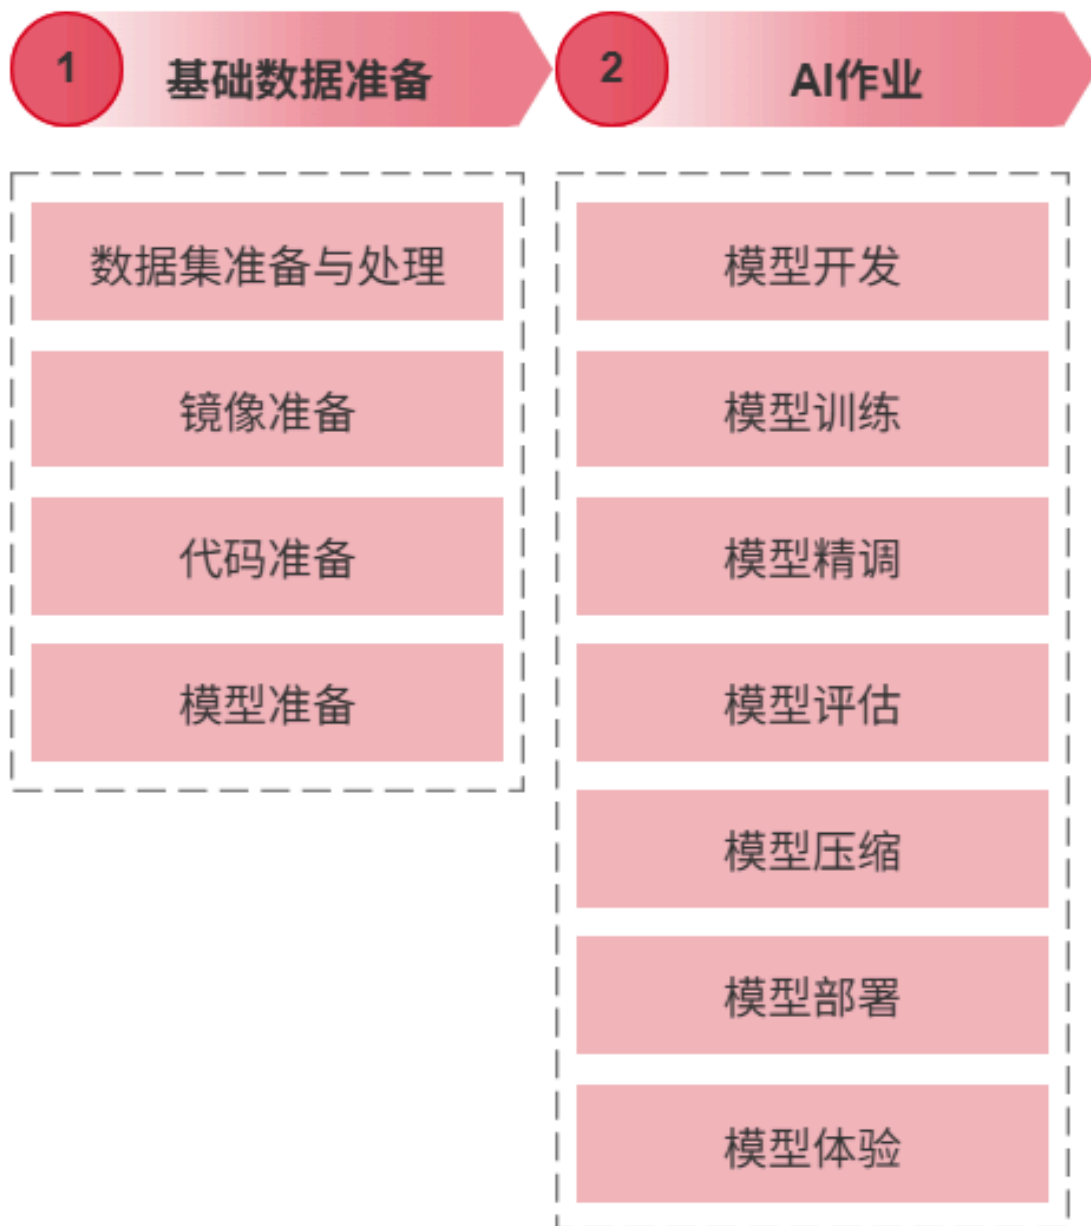 1
基础数据准备
数据集准备与处理
镜像准备
代码准备
模型准备
2
AI作业
模型开发
模型训练
模型精调
模型评估
模型压缩
模型部署
模型体验